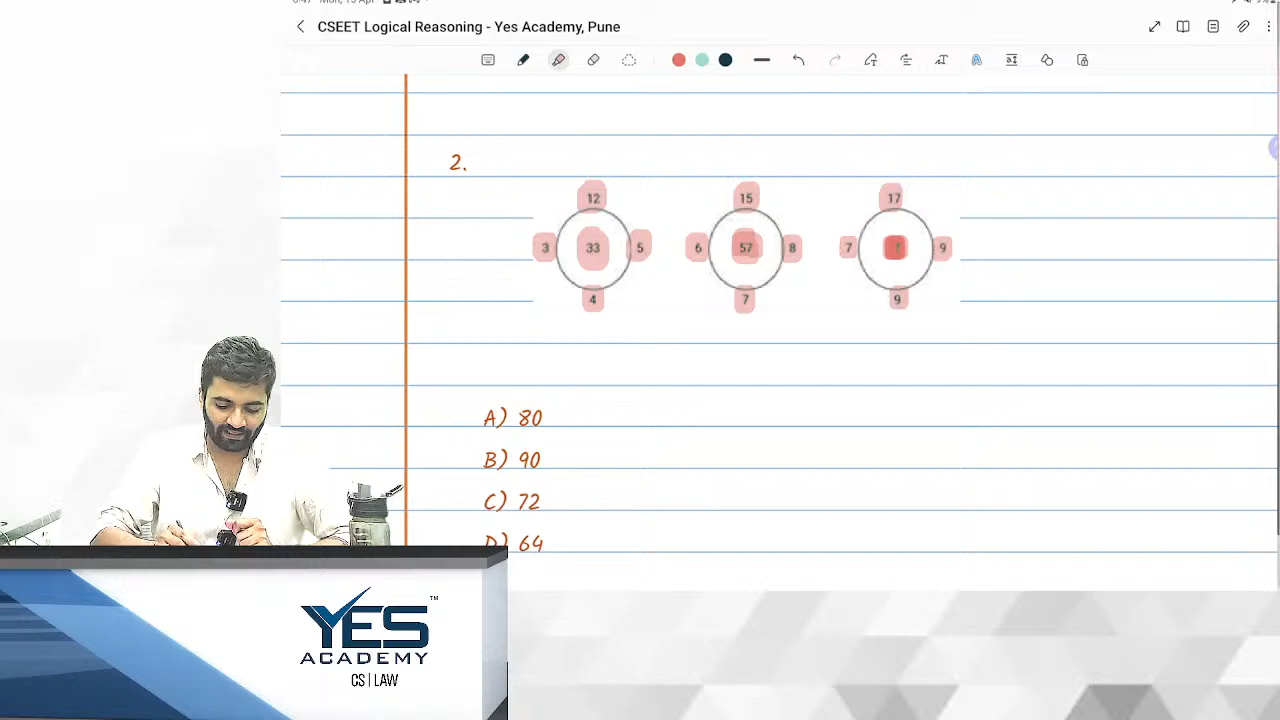 CSEET Logical Reasoning - Yes Academy, Pune
2.
12 15 17
3 33 5 6 57 8 7 ? 9
4 7 9
A) 80
B) 90
C) 72
D) 64
YES™
ACADEMY
CS | LAW